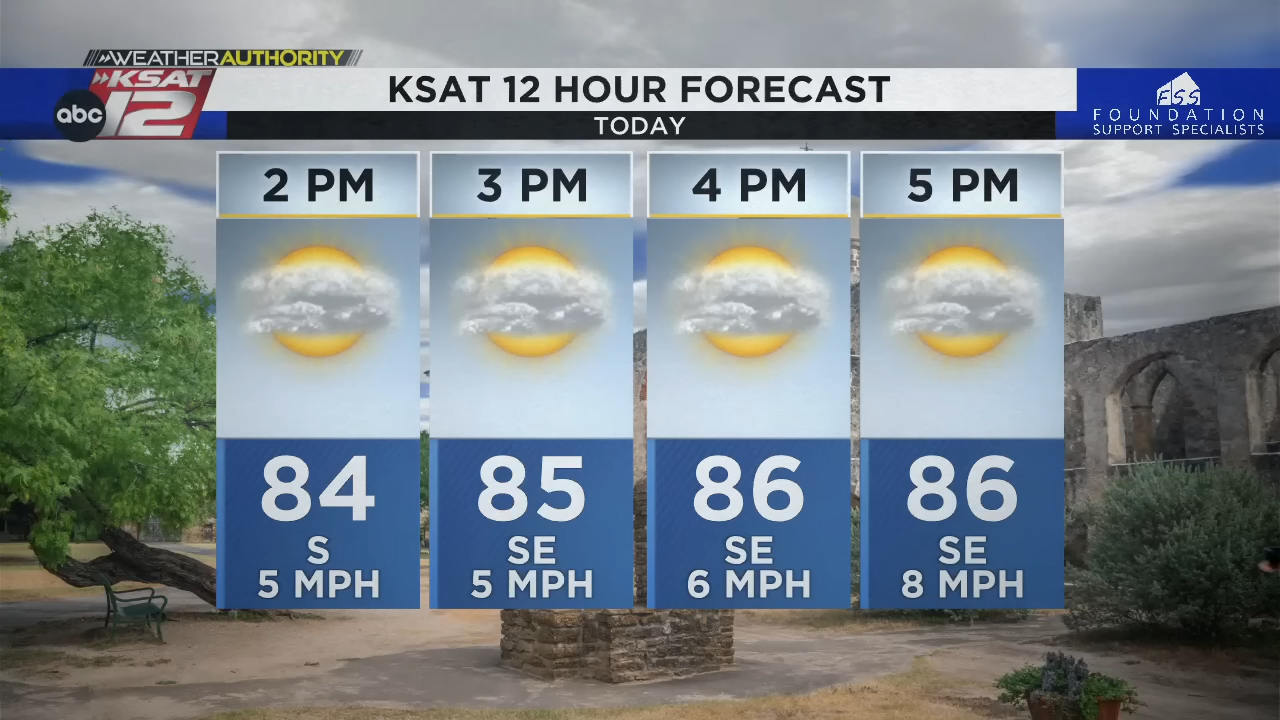 WEATHERAUTHORITY
KSAT
12
abc
KSAT 12 HOUR FORECAST
TODAY
FSS
FOUNDATION
SUPPORT SPECIALISTS
2 PM
3 PM
4 PM
5 PM
84
85
86
86
S
SE
SE
SE
5 MPH
5 MPH
6 MPH
8 MPH